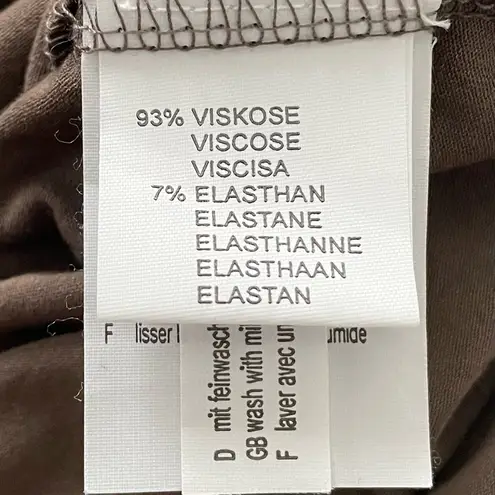 93% VISKOSE
VISCOSE
VISCISA
7% ELASTHAN
ELASTANE
ELASTHANNE
ELASTHAAN
ELASTAN
F lisser
D mit feinwasch
GB wash with mi
F laver avec un
umide